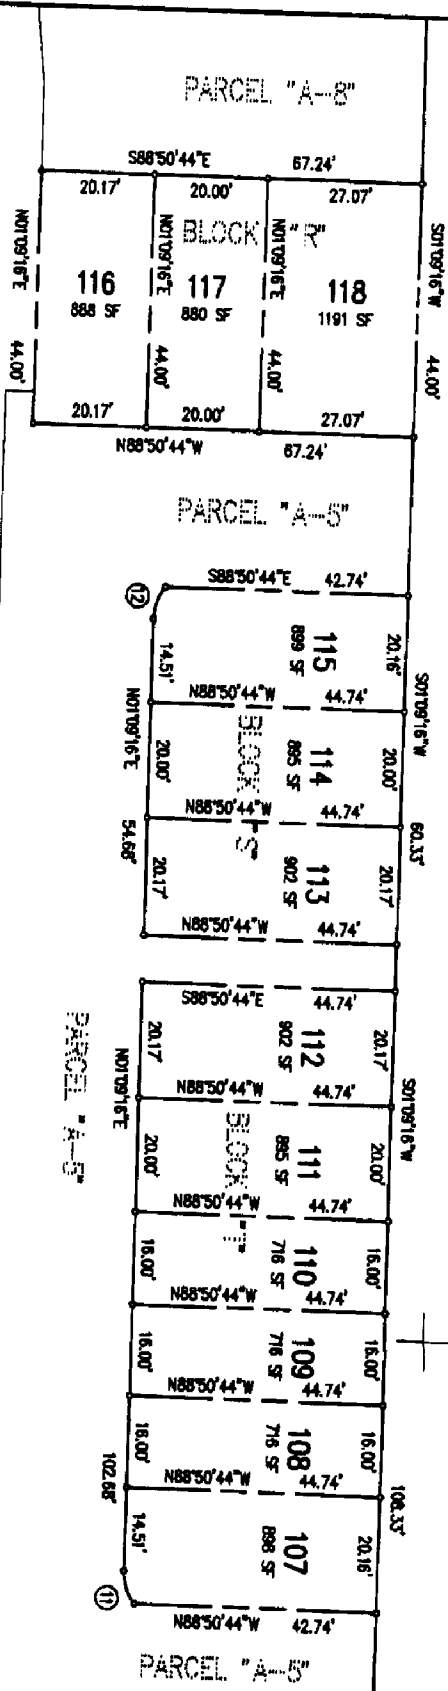 PARCEL "A-8"
S88°50'44"E 67.24'
20.17' 20.00' 27.07'
BLOCK "R"
N01°09'16"E 44.00'
116
888 SF
N01°09'16"E 44.00'
117
880 SF
N01°09'16"E 44.00'
118
1191 SF
S01°09'16"W 44.00'
20.17' 20.00' 27.07'
N88°50'44"W 67.24'
PARCEL "A-5"
S88°50'44"E 42.74'
12
115
899 SF
20.16'
14.51'
N88°50'44"W 44.74'
S01°09'16"W 60.33'
N01°09'16"E 54.68'
BLOCK "S"
114
895 SF
20.00'
20.00'
N88°50'44"W 44.74'
113
902 SF
20.17'
20.17'
N88°50'44"W 44.74'
S88°50'44"E 44.74'
112
902 SF
20.17'
20.17'
N88°50'44"W 44.74'
S01°09'16"W 108.33'
N01°09'16"E 102.68'
PARCEL "A-5"
BLOCK "T"
111
895 SF
20.00'
20.00'
N88°50'44"W 44.74'
110
716 SF
16.00'
16.00'
N88°50'44"W 44.74'
109
716 SF
16.00'
16.00'
N88°50'44"W 44.74'
108
716 SF
16.00'
16.00'
N88°50'44"W 44.74'
107
898 SF
20.16'
14.51'
11
N88°50'44"W 42.74'
PARCEL "A-5"